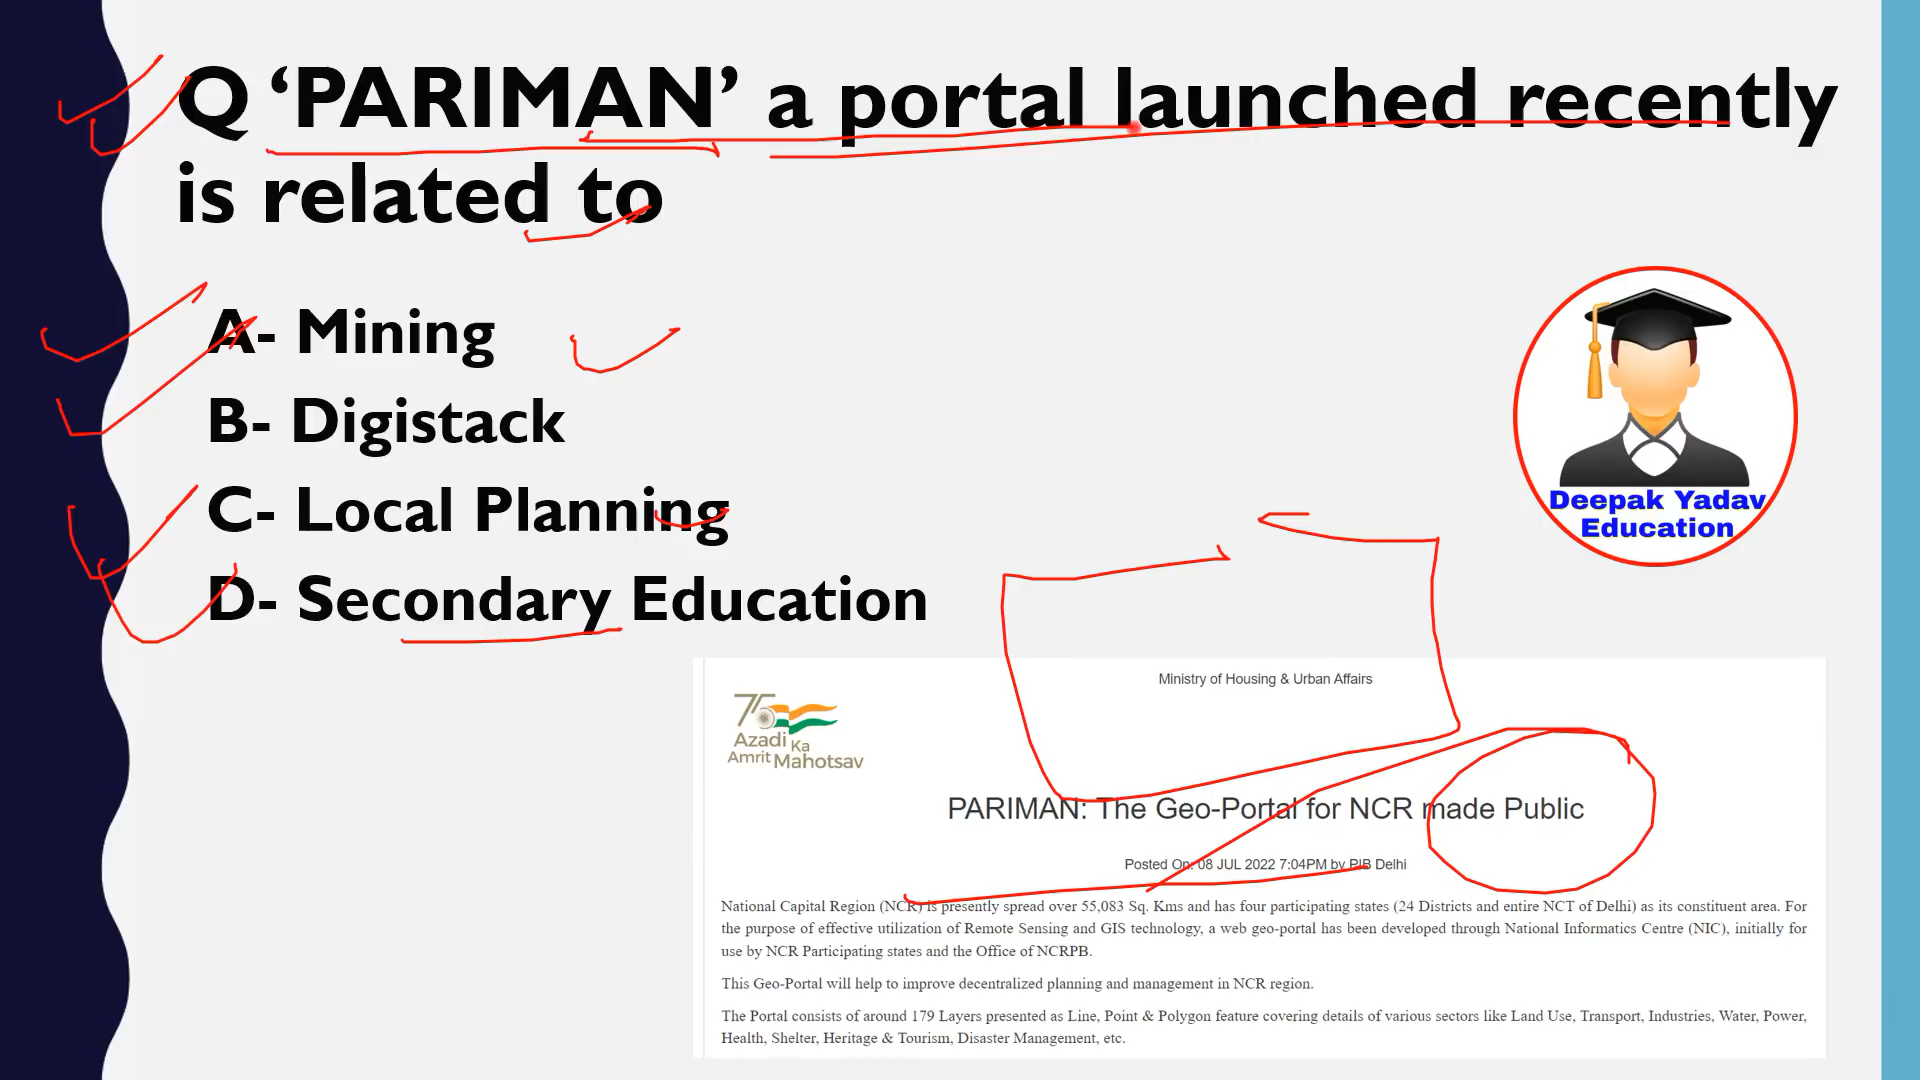 Q ‘PARIMAN’ a portal launched recently
is related to
A- Mining
B- Digistack
C- Local Planning
D- Secondary Education
Deepak Yadav
Education
Ministry of Housing & Urban Affairs
75
Azadi Ka
Amrit Mahotsav
PARIMAN: The Geo-Portal for NCR made Public
Posted On: 08 JUL 2022 7:04PM by PIB Delhi
National Capital Region (NCR) is presently spread over 55,083 Sq. Kms and has four participating states (24 Districts and entire NCT of Delhi) as its constituent area. For
the purpose of effective utilization of Remote Sensing and GIS technology, a web geo-portal has been developed through National Informatics Centre (NIC), initially for
use by NCR Participating states and the Office of NCRPB.
This Geo-Portal will help to improve decentralized planning and management in NCR region.
The Portal consists of around 179 Layers presented as Line, Point & Polygon feature covering details of various sectors like Land Use, Transport, Industries, Water, Power,
Health, Shelter, Heritage & Tourism, Disaster Management, etc.